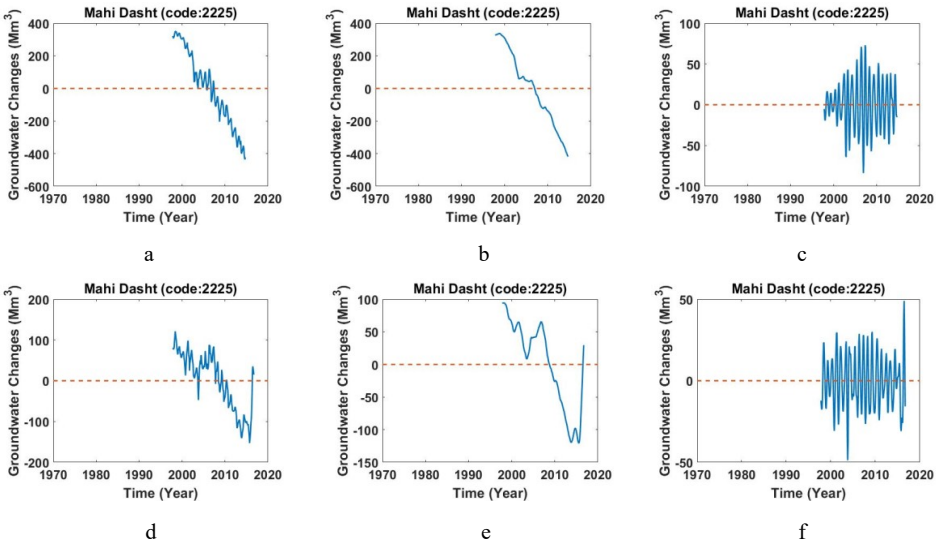 Mahi Dasht (code:2225)
Groundwater Changes (Mm3)
400
200
0
-200
-400
-600
1970 1980 1990 2000 2010 2020
Time (Year)
a
Mahi Dasht (code:2225)
Groundwater Changes (Mm3)
400
200
0
-200
-400
-600
1970 1980 1990 2000 2010 2020
Time (Year)
b
Mahi Dasht (code:2225)
Groundwater Changes (Mm3)
100
50
0
-50
-100
1970 1980 1990 2000 2010 2020
Time (Year)
c
Mahi Dasht (code:2225)
Groundwater Changes (Mm3)
200
100
0
-100
-200
1970 1980 1990 2000 2010 2020
Time (Year)
d
Mahi Dasht (code:2225)
Groundwater Changes (Mm3)
100
50
0
-50
-100
-150
1970 1980 1990 2000 2010 2020
Time (Year)
e
Mahi Dasht (code:2225)
Groundwater Changes (Mm3)
50
0
-50
1970 1980 1990 2000 2010 2020
Time (Year)
f